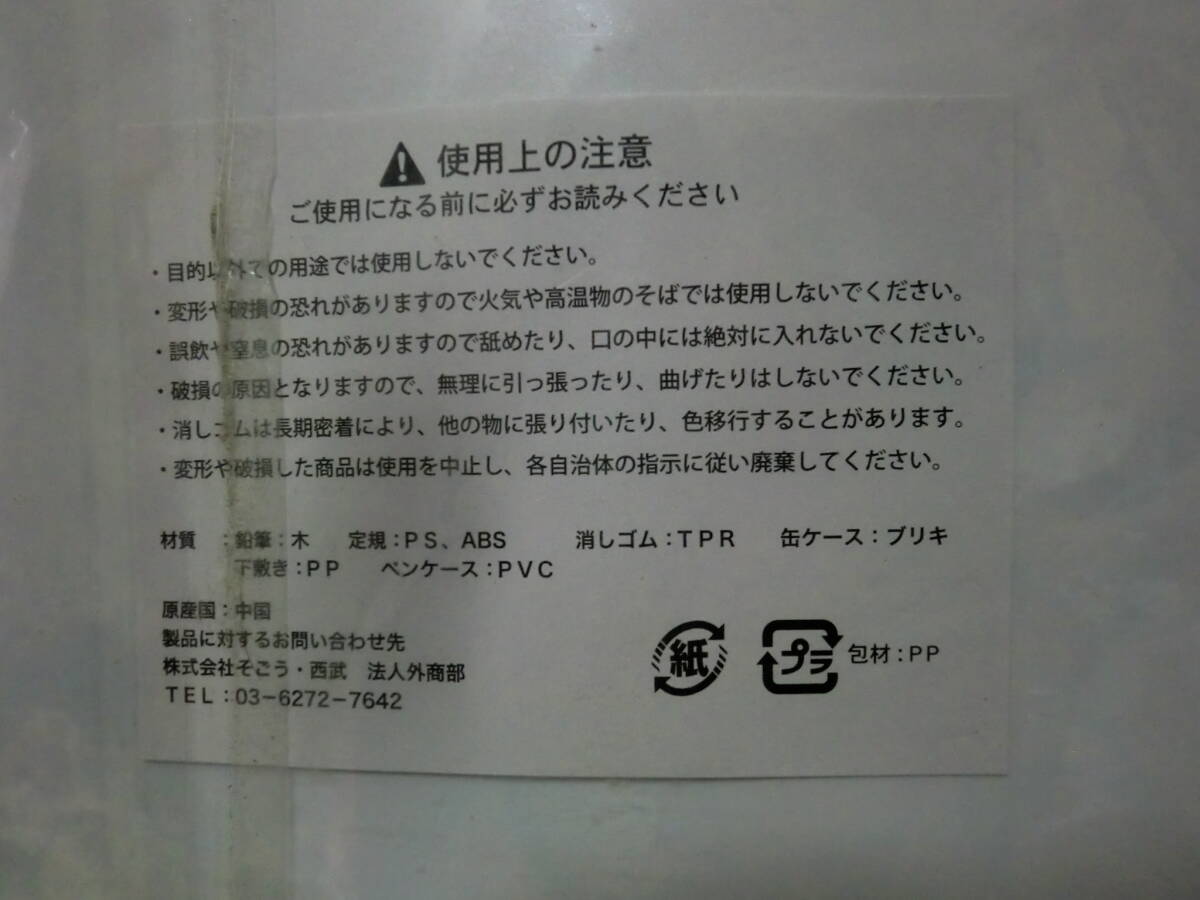 使用上の注意
ご使用になる前に必ずお読みください
・目的以外での用途では使用しないでください。
・変形や破損の恐れがありますので火気や高温物のそばでは使用しないでください。
・誤飲や窒息の恐れがありますので舐めたり、口の中には絶対に入れないでください。
・破損の原因となりますので、無理に引っ張ったり、曲げたりはしないでください。
・消しゴムは長期密着により、他の物に張り付いたり、色移行することがあります。
・変形や破損した商品は使用を中止し、各自治体の指示に従い廃棄してください。
材質　：鉛筆：木　定規：ＰＳ、ABS　消しゴム：ＴＰＲ　缶ケース：ブリキ
下敷き：ＰＰ　ペンケース：ＰＶＣ
原産国：中国
製品に対するお問い合わせ先
株式会社そごう・西武　法人外商部
ＴＥＬ：03−6272−7642
紙 プラ 包材：ＰＰ